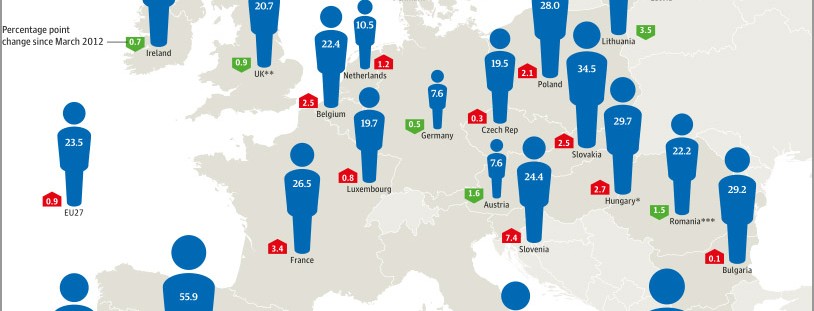 20.7
28.0
Percentage point
change since March 2012
0.7
Ireland
0.9
UK**
22.4
2.5
Belgium
10.5
1.2
Netherlands
7.6
0.5
Germany
19.5
0.3
Czech Rep
2.1
Poland
Lithuania
3.5
34.5
2.5
Slovakia
23.5
0.9
EU27
19.7
0.8
Luxembourg
26.5
3.4
France
7.6
1.6
Austria
24.4
7.4
Slovenia
29.7
2.7
Hungary*
22.2
1.5
Romania***
29.2
0.1
Bulgaria
55.9